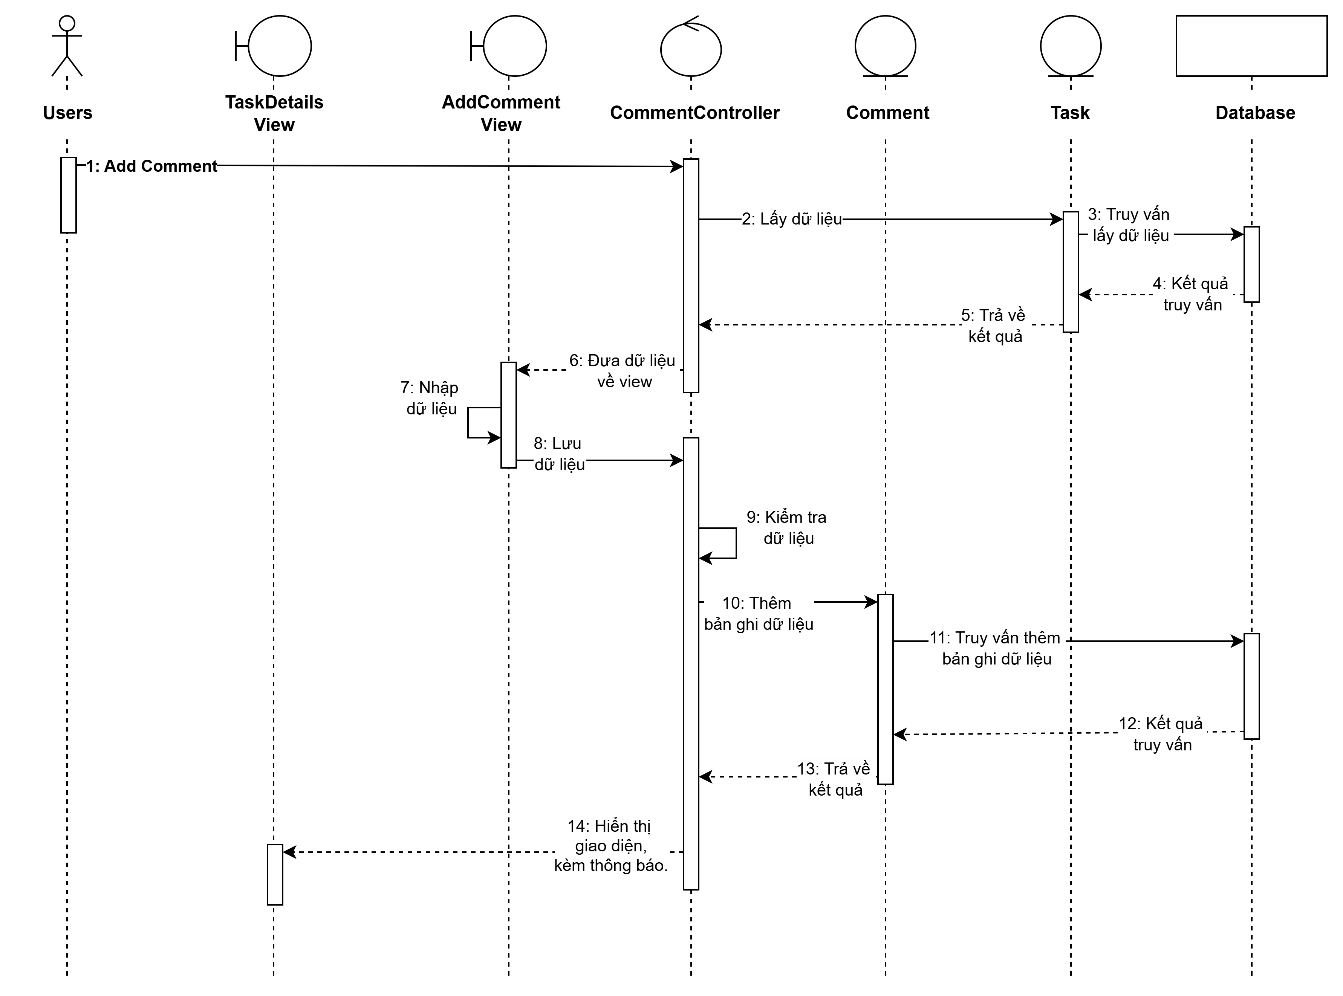 Users
TaskDetails
View
AddComment
View
CommentController
Comment
Task
Database
1: Add Comment
2: Lấy dữ liệu
3: Truy vấn
lấy dữ liệu
4: Kết quả
truy vấn
5: Trả về
kết quả
6: Đưa dữ liệu
về view
7: Nhập
dữ liệu
8: Lưu
dữ liệu
9: Kiểm tra
dữ liệu
10: Thêm
bản ghi dữ liệu
11: Truy vấn thêm
bản ghi dữ liệu
12: Kết quả
truy vấn
13: Trả về
kết quả
14: Hiển thị
giao diện,
kèm thông báo.